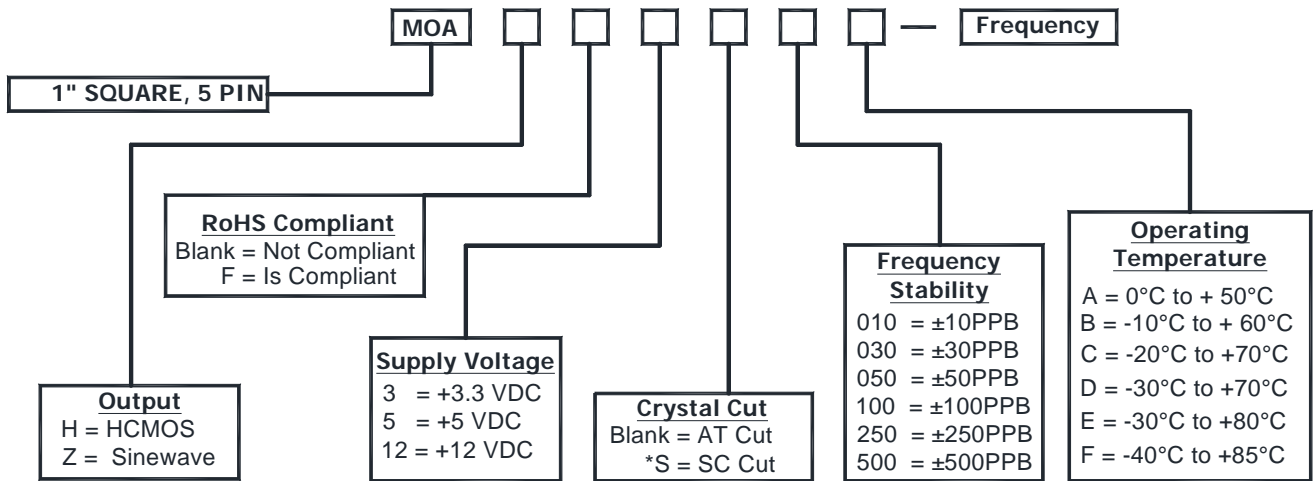 MOA — Frequency
1" SQUARE, 5 PIN
RoHS Compliant
Blank = Not Compliant
F = Is Compliant
Output
H = HCMOS
Z = Sinewave
Supply Voltage
3 = +3.3 VDC
5 = +5 VDC
12 = +12 VDC
Crystal Cut
Blank = AT Cut
*S = SC Cut
Frequency
Stability
010 = ±10PPB
030 = ±30PPB
050 = ±50PPB
100 = ±100PPB
250 = ±250PPB
500 = ±500PPB
Operating
Temperature
A = 0°C to + 50°C
B = -10°C to + 60°C
C = -20°C to +70°C
D = -30°C to +70°C
E = -30°C to +80°C
F = -40°C to +85°C